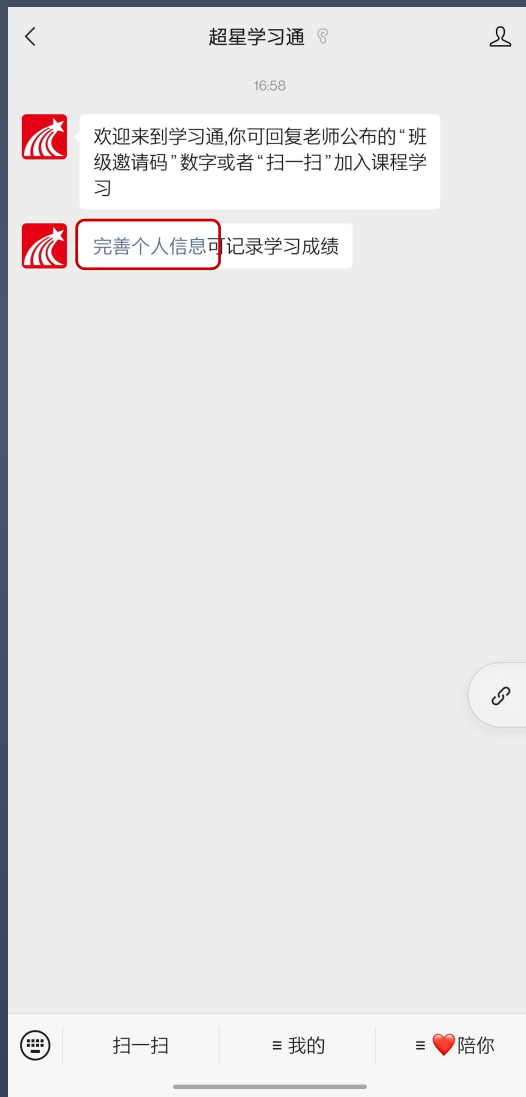 超星学习通
16:58
欢迎来到学习通,你可回复老师公布的“班
级邀请码”数字或者“扫一扫”加入课程学
习
完善个人信息可记录学习成绩
扫一扫
≡ 我的
≡ ❤️陪你